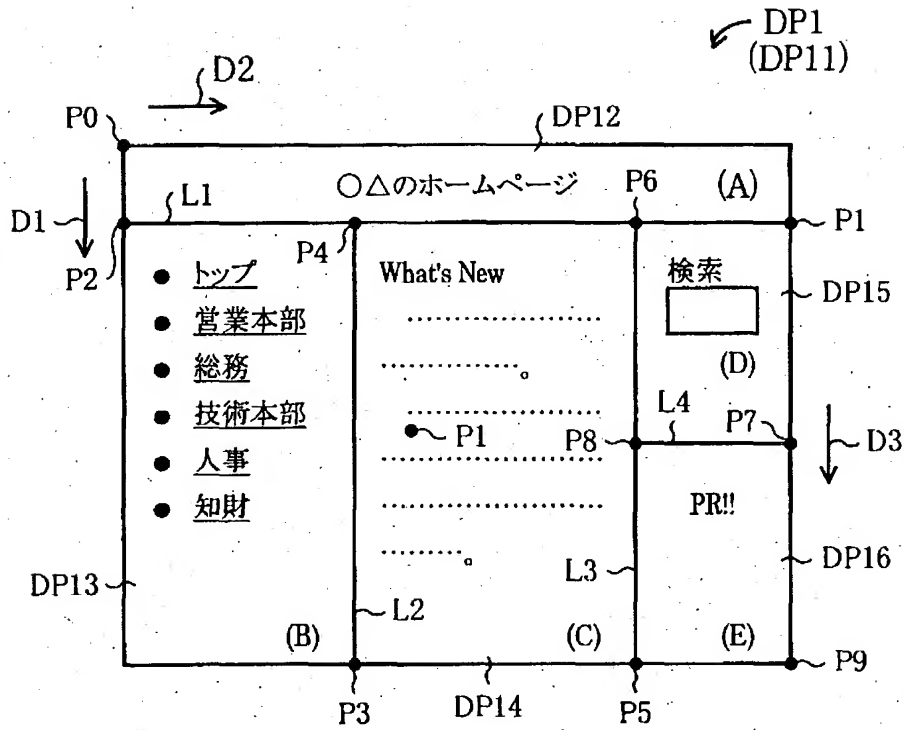 DP1
(DP11)
D2
P0
DP12
○△のホームページ
P6
(A)
D1
L1
P1
P2
P4
トップ
What's New
検索
DP15
営業本部
総務
(D)
技術本部
P1
P8
L4
P7
D3
人事
知財
PR!!
DP13
L3
DP16
L2
(B)
(C)
(E)
P9
P3
DP14
P5